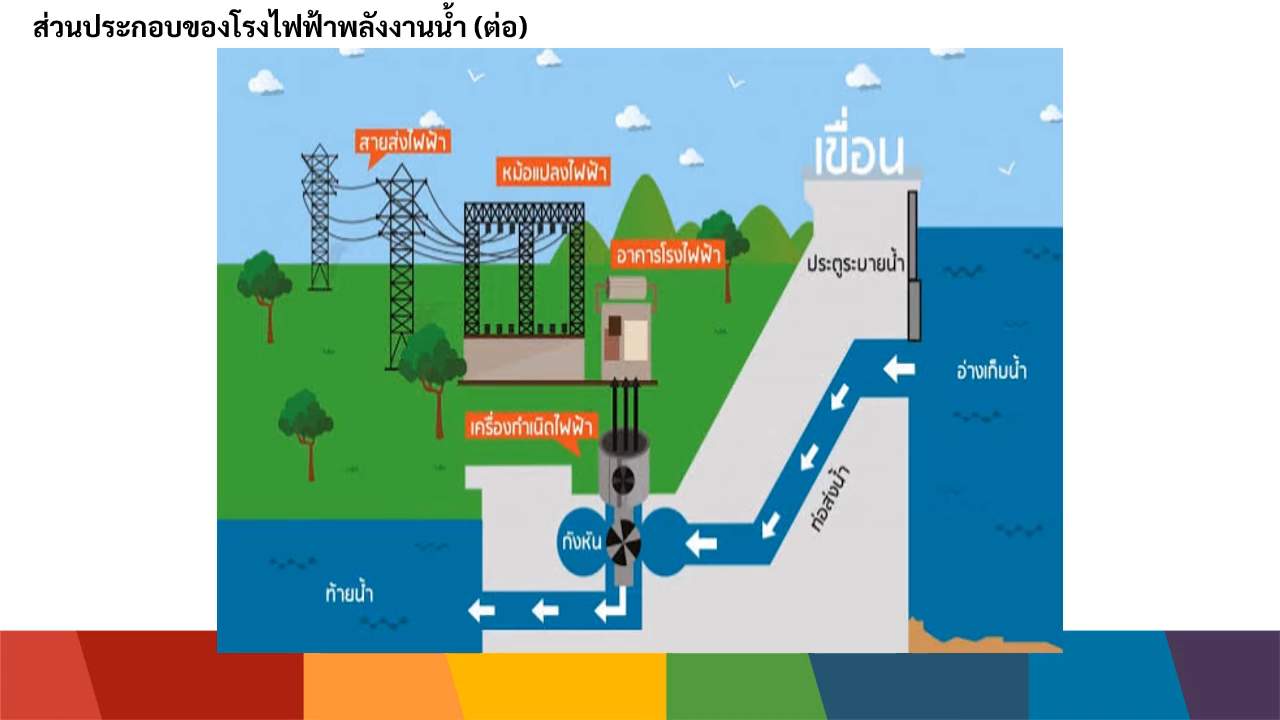 ส่วนประกอบของโรงไฟฟ้าพลังงานน้ำ (ต่อ)
สายส่งไฟฟ้า
หม้อแปลงไฟฟ้า
เขื่อน
อาคารโรงไฟฟ้า
ประตูระบายน้ำ
อ่างเก็บน้ำ
เครื่องกำเนิดไฟฟ้า
ท่อส่งน้ำ
กังหัน
ท้ายน้ำ